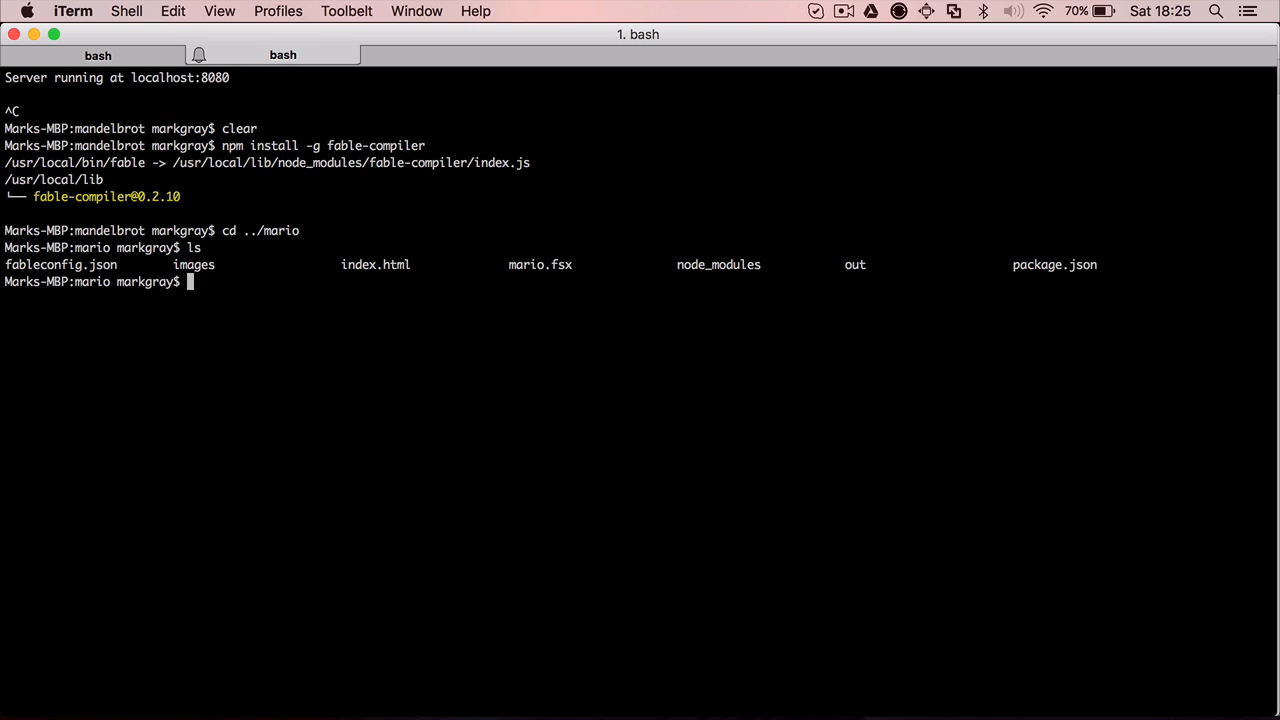 iTerm Shell Edit View Profiles Toolbelt Window Help 70% Sat 18:25
1. bash
bash bash
Server running at localhost:8080
^C
Marks-MBP:mandelbrot markgray$ clear
Marks-MBP:mandelbrot markgray$ npm install -g fable-compiler
/usr/local/bin/fable -> /usr/local/lib/node_modules/fable-compiler/index.js
/usr/local/lib
└── fable-compiler@0.2.10
Marks-MBP:mandelbrot markgray$ cd ../mario
Marks-MBP:mario markgray$ ls
fableconfig.json images index.html mario.fsx node_modules out package.json
Marks-MBP:mario markgray$